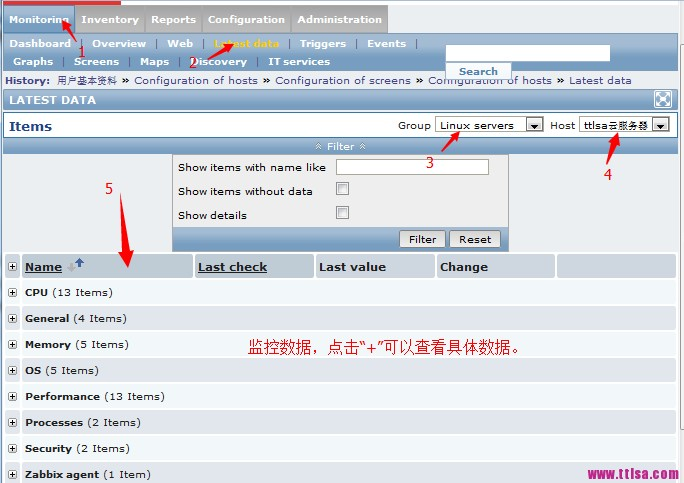 Monitoring Inventory Reports Configuration Administration
Dashboard Overview Web Latest data Triggers Events
1
2
Graphs Screens Maps Discovery IT services
Search
History: 用户基本资料 » Configuration of hosts » Configuration of screens » Configuration of hosts » Latest data
LATEST DATA
Items Group Linux servers Host ttlsa云服务器
Filter
3
4
Show items with name like
5
Show items without data
Show details
Filter Reset
Name Last check Last value Change
CPU (13 Items)
General (4 Items)
Memory (5 Items)
监控数据，点击“+”可以查看具体数据。
OS (5 Items)
Performance (13 Items)
Processes (2 Items)
Security (2 Items)
Zabbix agent (1 Item)
www.ttlsa.com